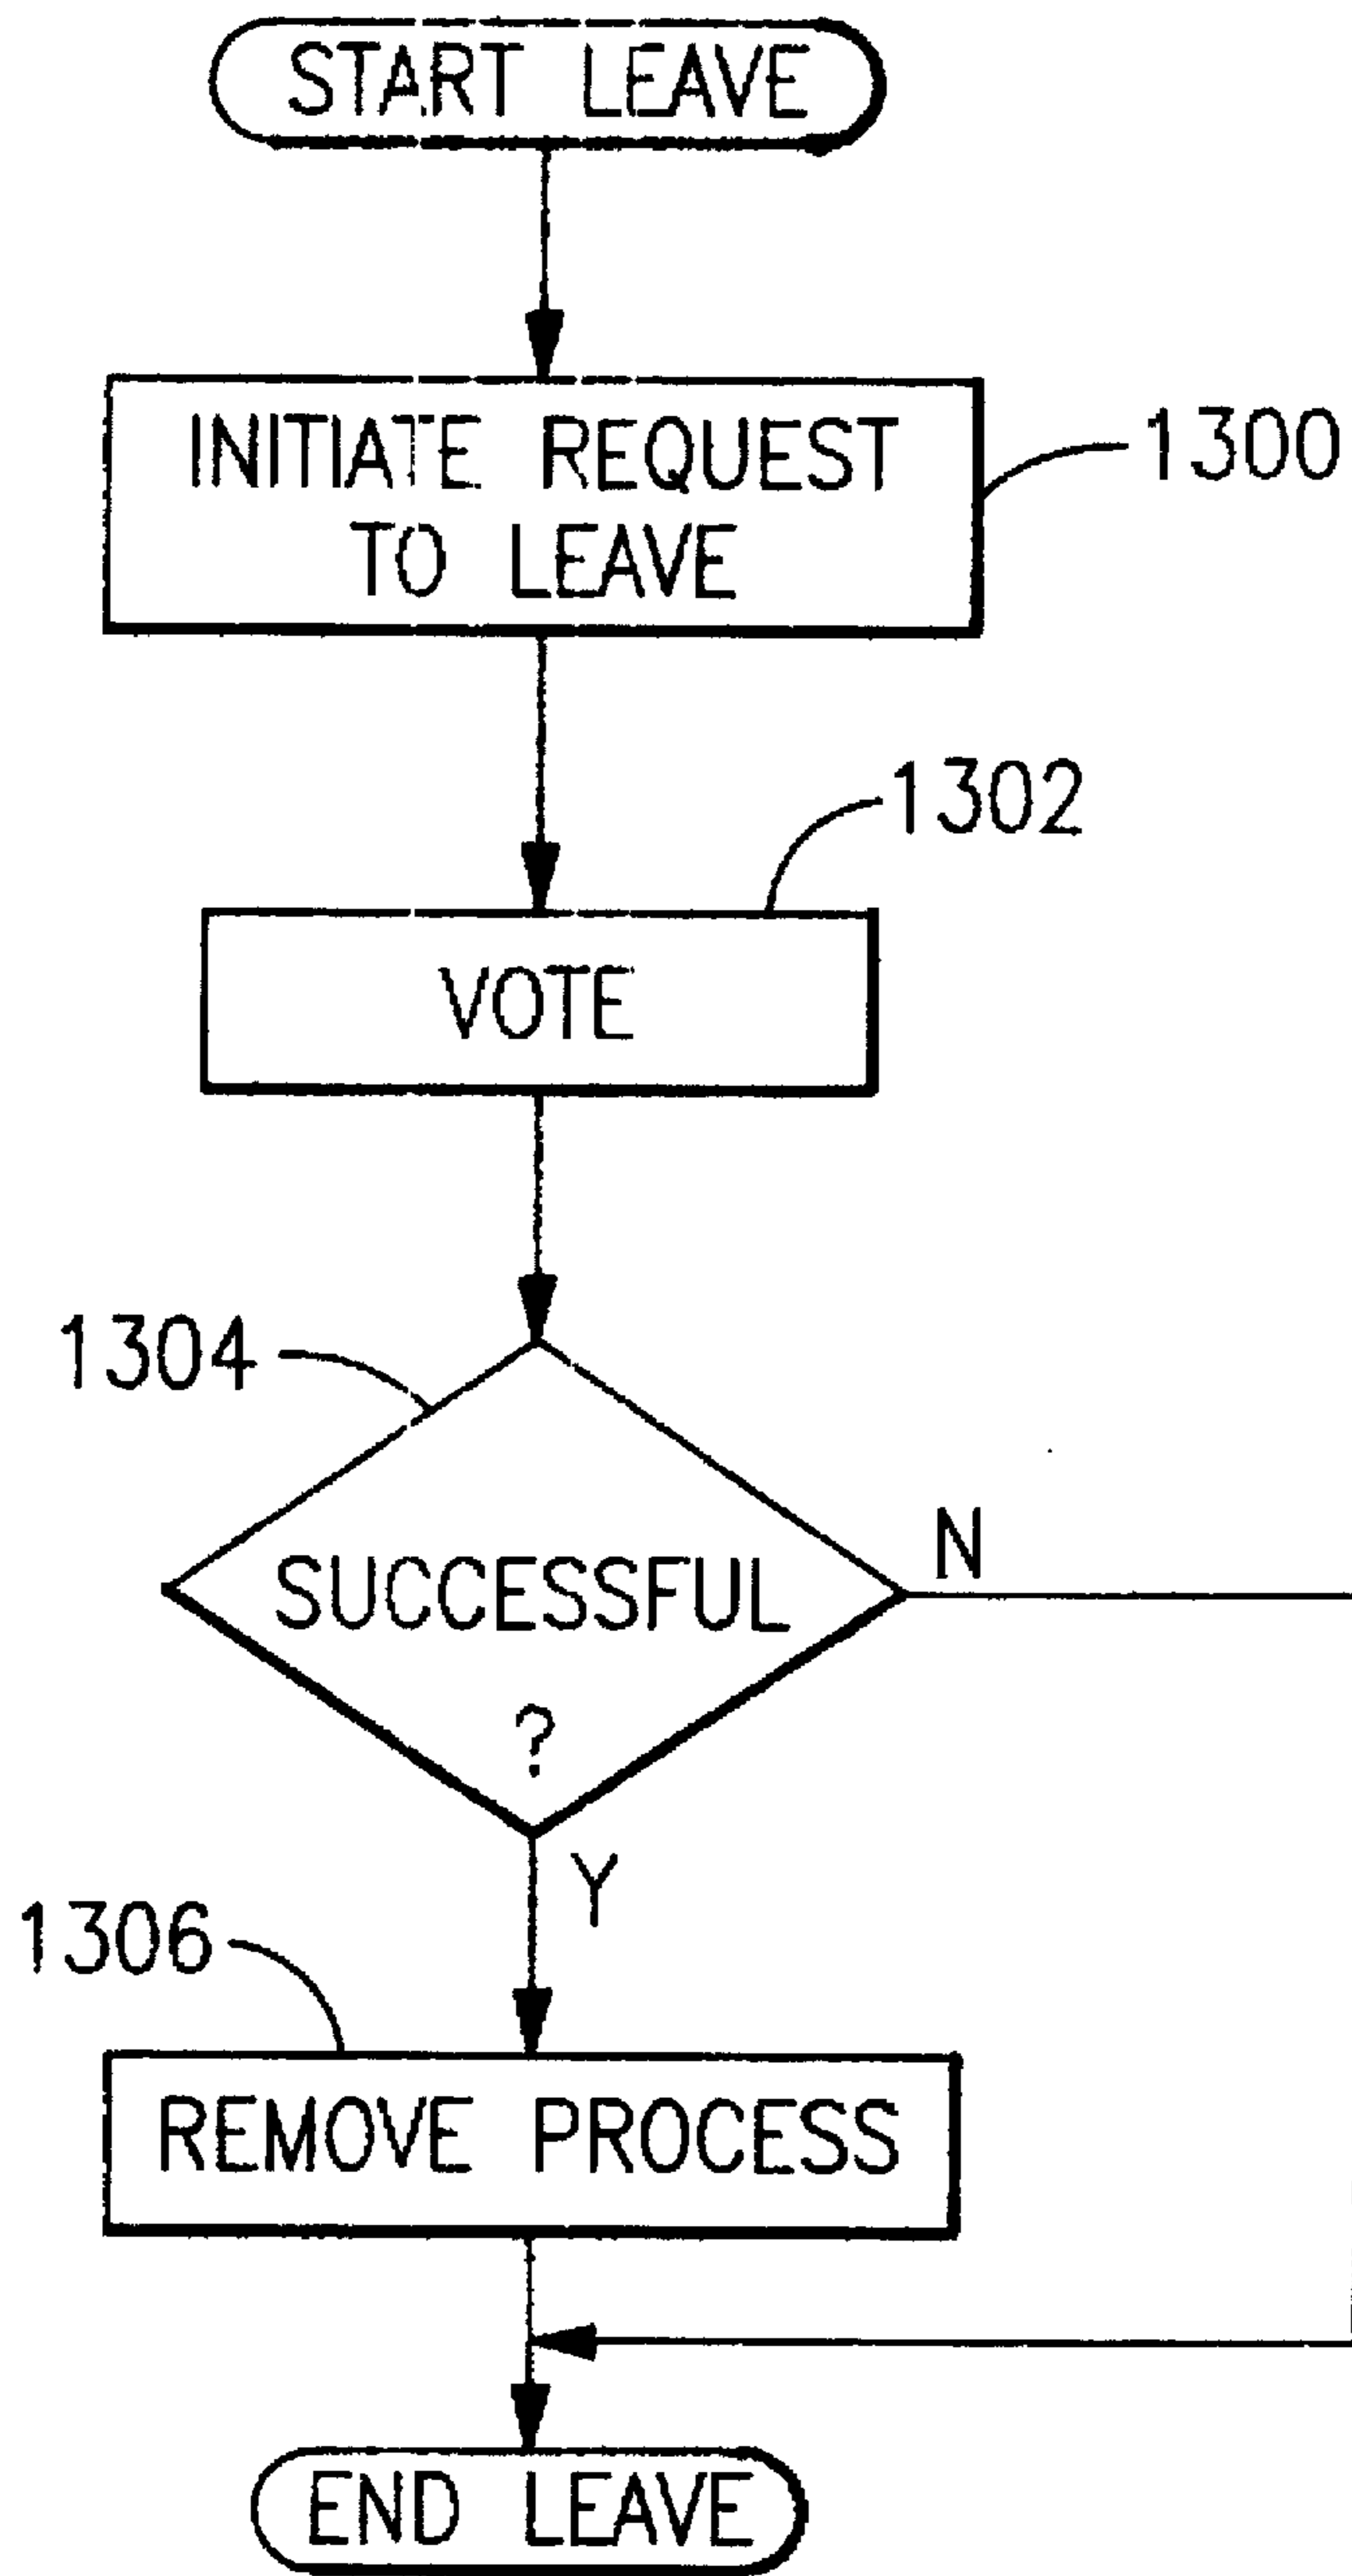 START LEAVE
INITIATE REQUEST
TO LEAVE
1300
1302
VOTE
1304
SUCCESSFUL
?
N
Y
1306
REMOVE PROCESS
END LEAVE